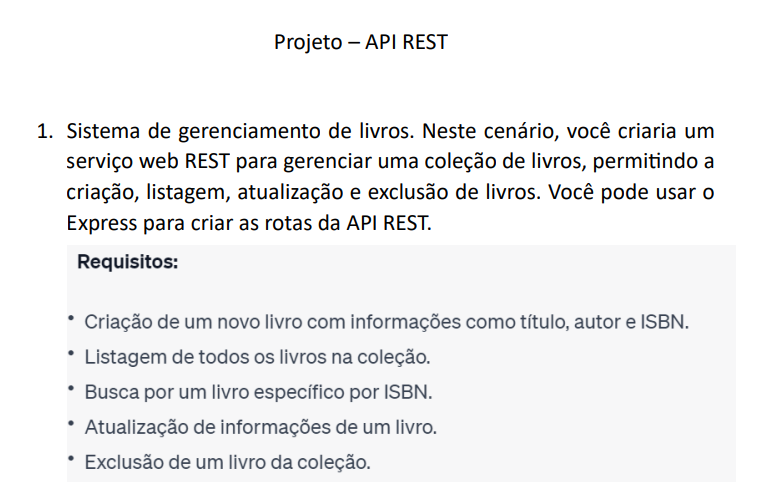 Projeto – API REST
1. Sistema de gerenciamento de livros. Neste cenário, você criaria um
serviço web REST para gerenciar uma coleção de livros, permitindo a
criação, listagem, atualização e exclusão de livros. Você pode usar o
Express para criar as rotas da API REST.
Requisitos:
• Criação de um novo livro com informações como título, autor e ISBN.
• Listagem de todos os livros na coleção.
• Busca por um livro específico por ISBN.
• Atualização de informações de um livro.
• Exclusão de um livro da coleção.